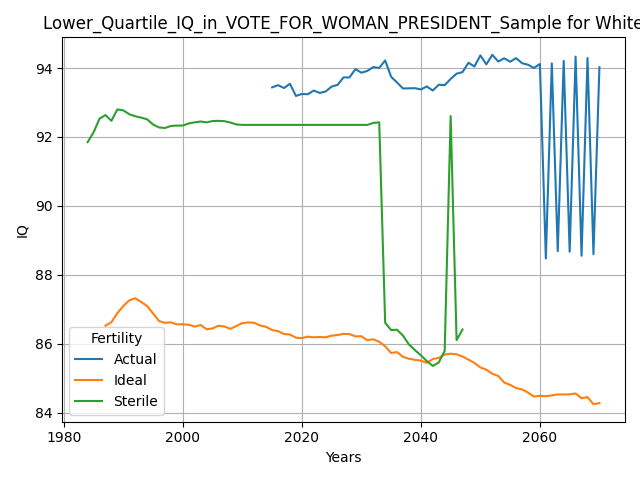 Lower_Quartile_IQ_in_VOTE_FOR_WOMAN_PRESIDENT_Sample for White
94
92
90
88
86
84
IQ
Fertility
Actual
Ideal
Sterile
1980
2000
2020
2040
2060
Years